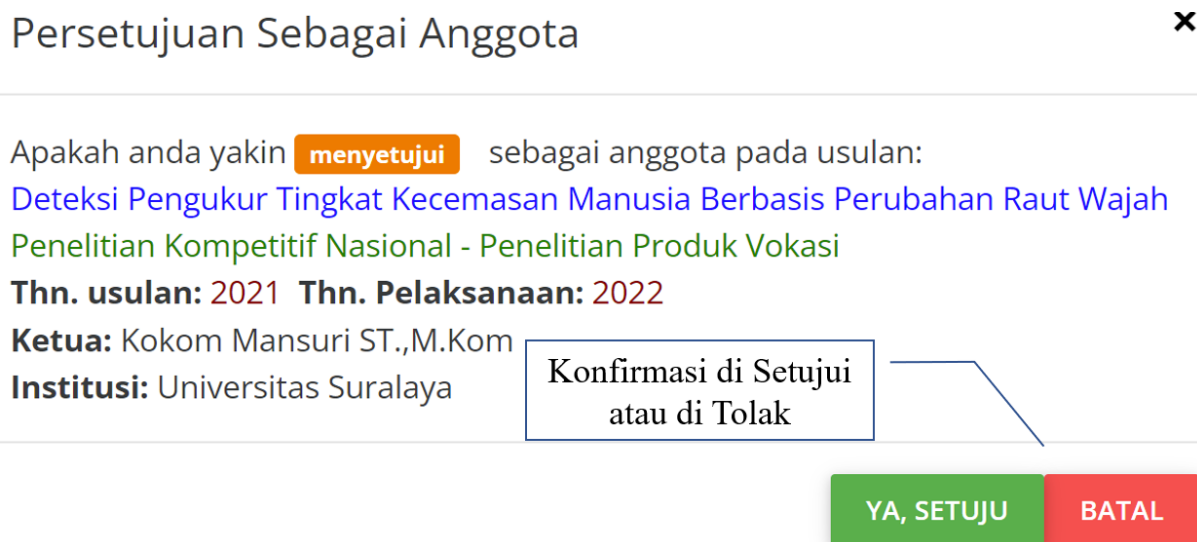 Persetujuan Sebagai Anggota
Apakah anda yakin menyetujui sebagai anggota pada usulan:
Deteksi Pengukur Tingkat Kecemasan Manusia Berbasis Perubahan Raut Wajah
Penelitian Kompetitif Nasional - Penelitian Produk Vokasi
Thn. usulan: 2021 Thn. Pelaksanaan: 2022
Ketua: Kokom Mansuri ST.,M.Kom
Institusi: Universitas Suralaya
Konfirmasi di Setujui
atau di Tolak
YA, SETUJU BATAL